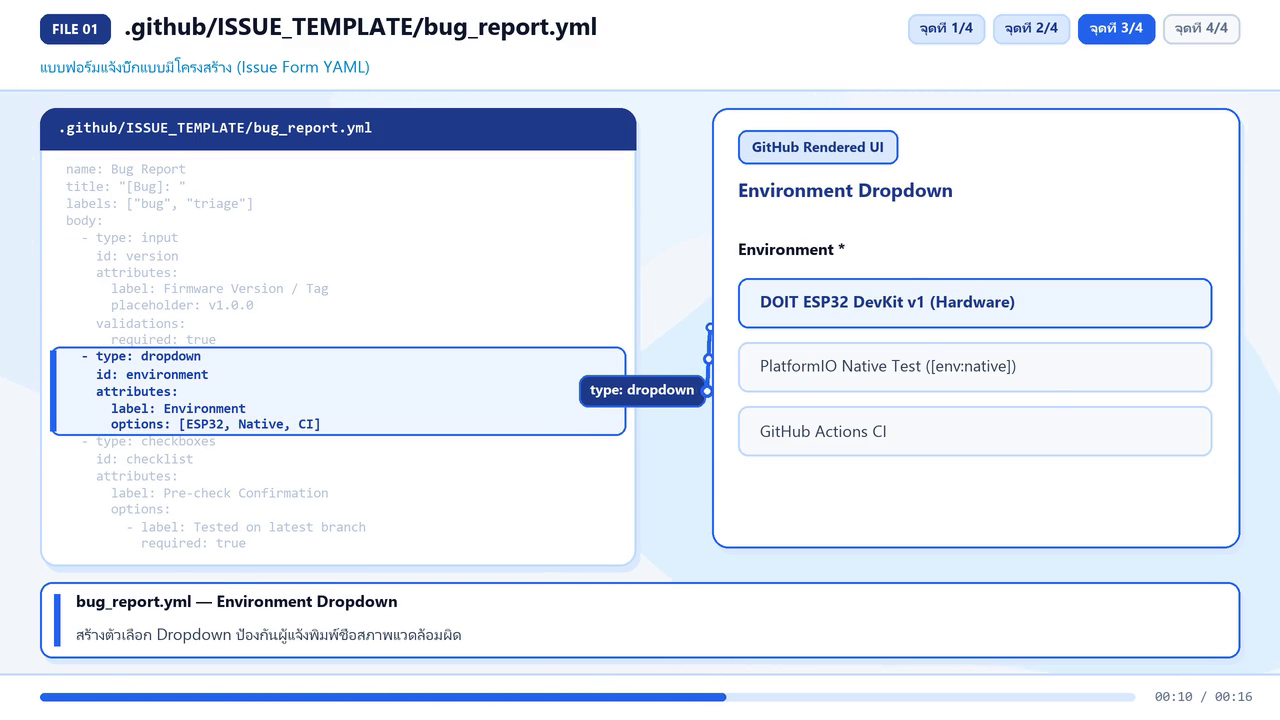 FILE 01
.github/ISSUE_TEMPLATE/bug_report.yml
จุดที่ 1/4
จุดที่ 2/4
จุดที่ 3/4
จุดที่ 4/4
แบบฟอร์มแจ้งบั๊กแบบมีโครงสร้าง (Issue Form YAML)
.github/ISSUE_TEMPLATE/bug_report.yml
name: Bug Report
title: "[Bug]: "
labels: ["bug", "triage"]
body:
  - type: input
    id: version
    attributes:
      label: Firmware Version / Tag
      placeholder: v1.0.0
    validations:
      required: true
  - type: dropdown
    id: environment
    attributes:
      label: Environment
      options: [ESP32, Native, CI]
  - type: checkboxes
    id: checklist
    attributes:
      label: Pre-check Confirmation
      options:
        - label: Tested on latest branch
          required: true
type: dropdown
GitHub Rendered UI
Environment Dropdown
Environment *
DOIT ESP32 DevKit v1 (Hardware)
PlatformIO Native Test ([env:native])
GitHub Actions CI
bug_report.yml — Environment Dropdown
สร้างตัวเลือก Dropdown ป้องกันผู้แจ้งพิมพ์ชื่อสภาพแวดล้อมผิด
00:10 / 00:16